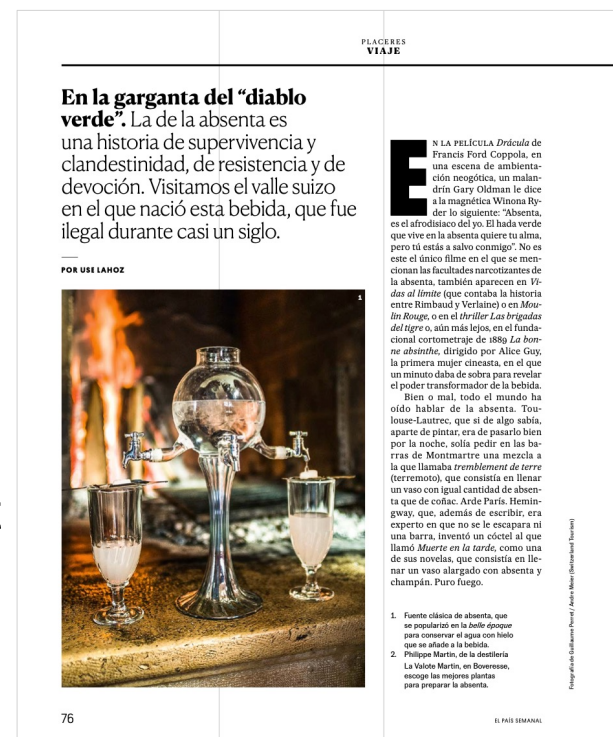 PLACERES
VIAJE
En la garganta del “diablo
verde”. La de la absenta es
una historia de supervivencia y
clandestinidad, de resistencia y de
devoción. Visitamos el valle suizo
en el que nació esta bebida, que fue
ilegal durante casi un siglo.
POR USE LAHOZ
1
EN LA PELÍCULA Drácula de
Francis Ford Coppola, en
una escena de ambienta-
ción neogótica, un malan-
drín Gary Oldman le dice
a la magnética Winona Ry-
der lo siguiente: “Absenta,
es el afrodisiaco del yo. El hada verde
que vive en la absenta quiere tu alma,
pero tú estás a salvo conmigo”. No es
este el único filme en el que se men-
cionan las facultades narcotizantes de
la absenta, también aparecen en Vi-
das al límite (que contaba la historia
entre Rimbaud y Verlaine) o en Mou-
lin Rouge, o en el thriller Las brigadas
del tigre o, aún más lejos, en el funda-
cional cortometraje de 1889 La bon-
ne absinthe, dirigido por Alice Guy,
la primera mujer cineasta, en el que
un minuto daba de sobra para revelar
el poder transformador de la bebida.
Bien o mal, todo el mundo ha
oído hablar de la absenta. Tou-
louse-Lautrec, que si de algo sabía,
aparte de pintar, era de pasarlo bien
por la noche, solía pedir en las ba-
rras de Montmartre una mezcla a
la que llamaba tremblement de terre
(terremoto), que consistía en llenar
un vaso con igual cantidad de absen-
ta que de coñac. Arde París. Heming-
way, que, además de escribir, era
experto en que no se le escapara ni
una barra, inventó un cóctel al que
llamó Muerte en la tarde, como una
de sus novelas, que consistía en lle-
nar un vaso alargado con absenta y
champán. Puro fuego.
1. Fuente clásica de absenta, que
se popularizó en la belle époque
para conservar el agua con hielo
que se añade a la bebida.
2. Philippe Martin, de la destilería
La Valote Martin, en Boveresse,
escoge las mejores plantas
para preparar la absenta.
Fotografía de Guillaume Perret / Andre Meier (Switzerland Tourism)
76
EL PAÍS SEMANAL